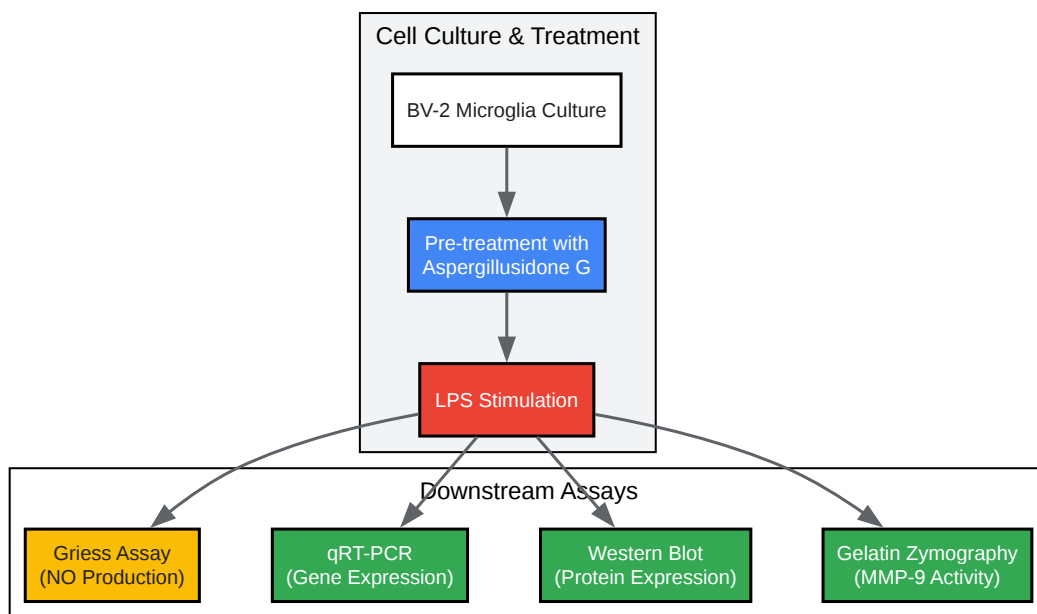 Cell Culture & Treatment
BV-2 Microglia Culture
Pre-treatment with
Aspergillusidone G
LPS Stimulation
Downstream Assays
Griess Assay
(NO Production)
qRT-PCR
(Gene Expression)
Western Blot
(Protein Expression)
Gelatin Zymography
(MMP-9 Activity)